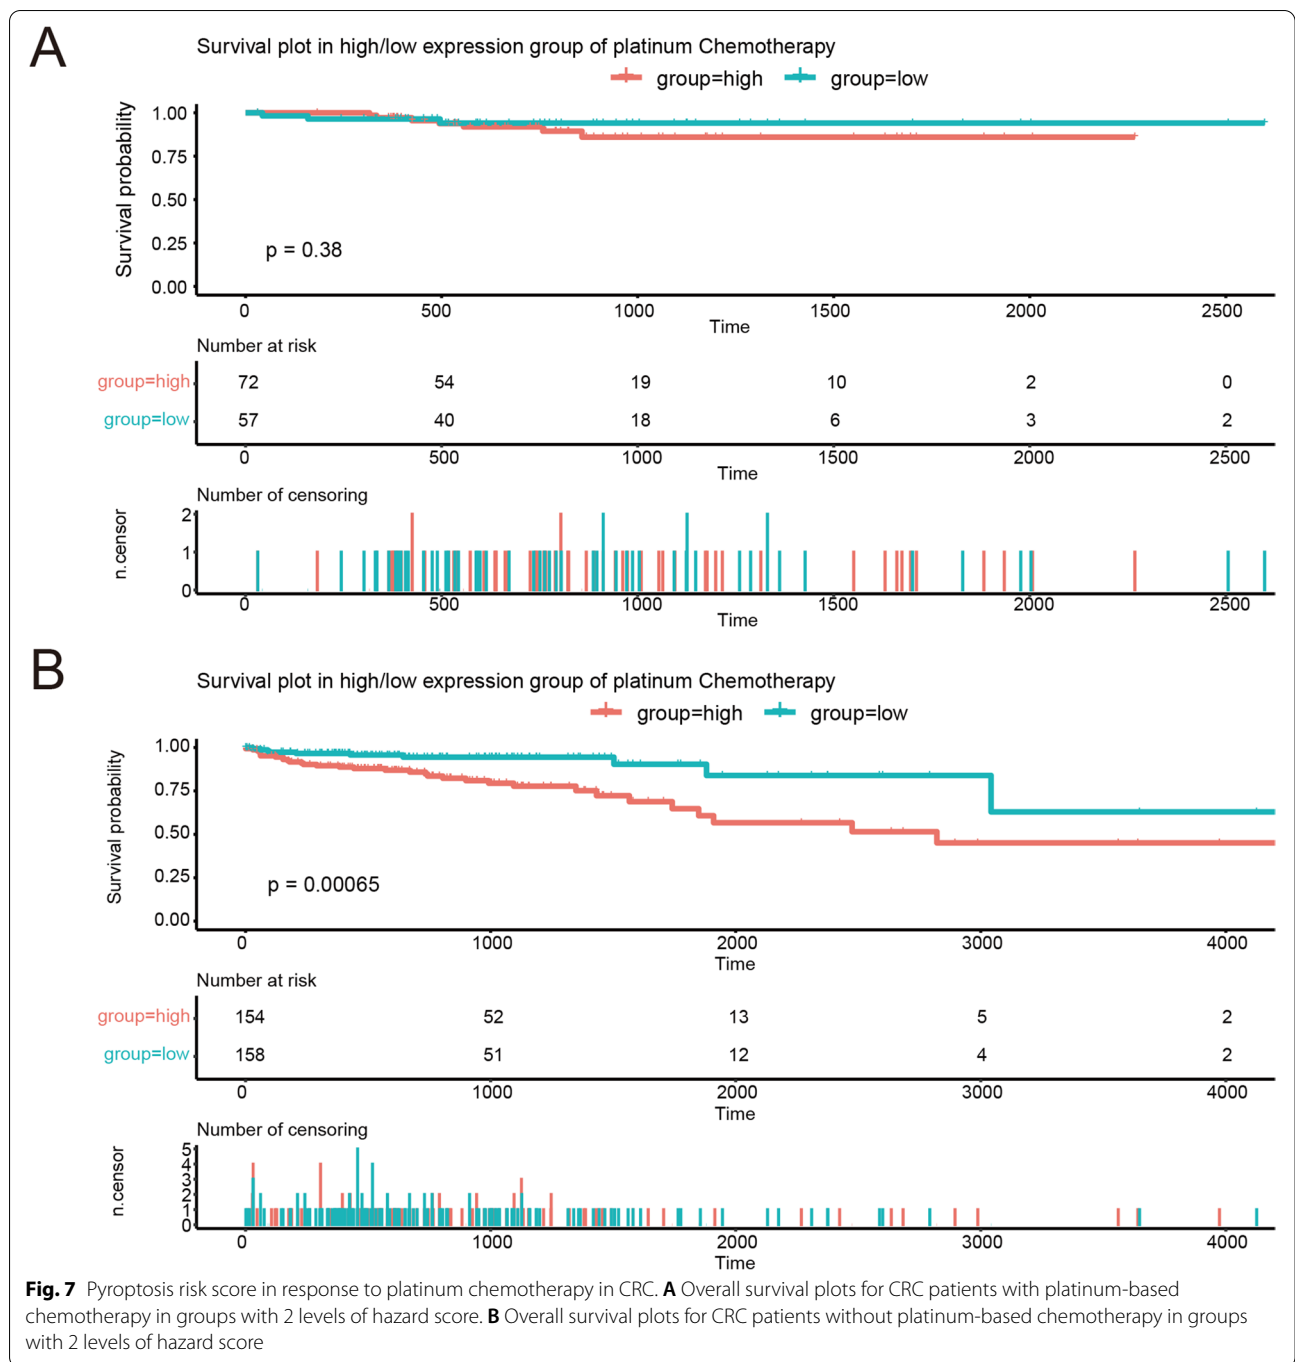 A
Survival plot in high/low expression group of platinum Chemotherapy
group=high group=low
Survival probability
1.00
0.75
0.50
0.25
0.00
p = 0.38
0 500 1000 1500 2000 2500
Time
Number at risk
group=high 72 54 19 10 2 0
group=low 57 40 18 6 3 2
0 500 1000 1500 2000 2500
Time
Number of censoring
n.censor
2
1
0
0 500 1000 1500 2000 2500
Time
B
Survival plot in high/low expression group of platinum Chemotherapy
group=high group=low
Survival probability
1.00
0.75
0.50
0.25
0.00
p = 0.00065
0 1000 2000 3000 4000
Time
Number at risk
group=high 154 52 13 5 2
group=low 158 51 12 4 2
0 1000 2000 3000 4000
Time
Number of censoring
n.censor
5
4
3
2
1
0
0 1000 2000 3000 4000
Time
Fig. 7 Pyroptosis risk score in response to platinum chemotherapy in CRC. A Overall survival plots for CRC patients with platinum-based
chemotherapy in groups with 2 levels of hazard score. B Overall survival plots for CRC patients without platinum-based chemotherapy in groups
with 2 levels of hazard score